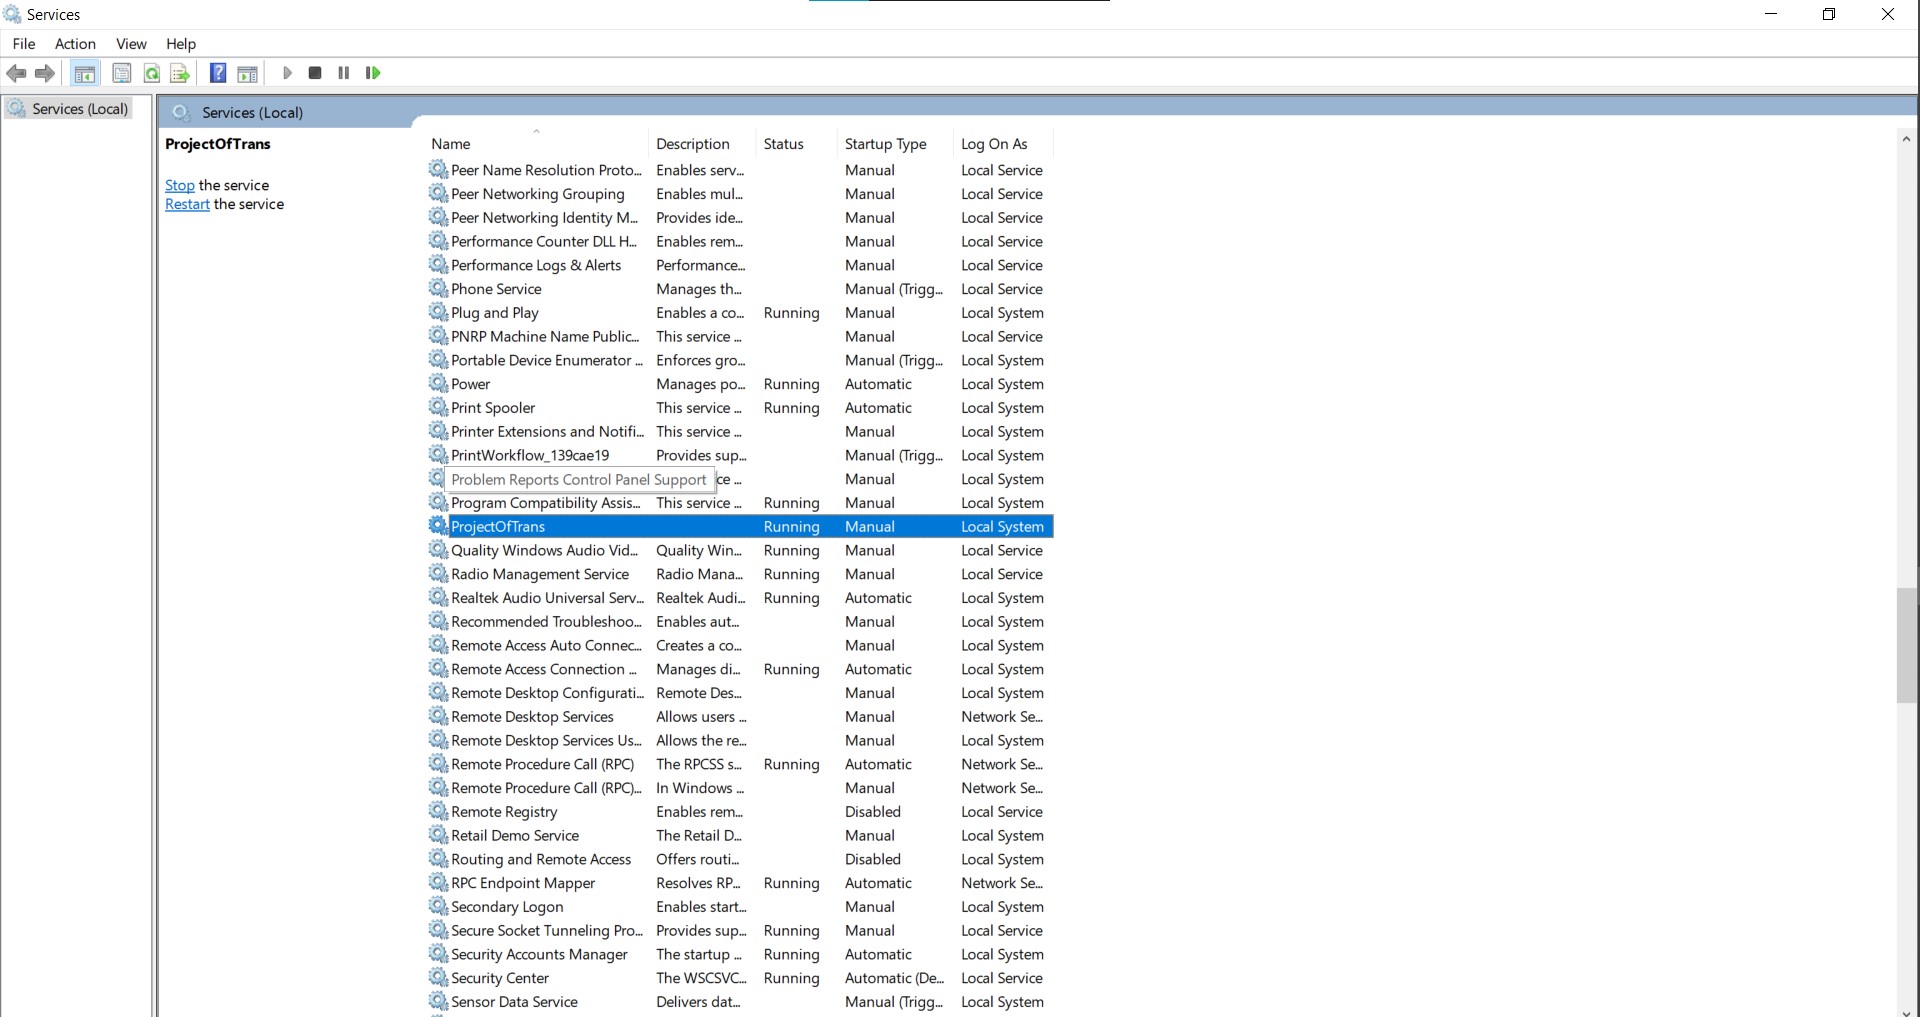 Services
File Action View Help
Services (Local)
Services (Local)
ProjectOfTrans
Stop the service
Restart the service
Name Description Status Startup Type Log On As
Peer Name Resolution Proto... Enables serv... Manual Local Service
Peer Networking Grouping Enables mul... Manual Local Service
Peer Networking Identity M... Provides ide... Manual Local Service
Performance Counter DLL H... Enables rem... Manual Local Service
Performance Logs & Alerts Performance... Manual Local Service
Phone Service Manages th... Manual (Trigg... Local Service
Plug and Play Enables a co... Running Manual Local System
PNRP Machine Name Public... This service ... Manual Local Service
Portable Device Enumerator ... Enforces gro... Manual (Trigg... Local System
Power Manages po... Running Automatic Local System
Print Spooler This service ... Running Automatic Local System
Printer Extensions and Notifi... This service ... Manual Local System
PrintWorkflow_139cae19 Provides sup... Manual (Trigg... Local System
Problem Reports Control Panel Support ce ... Manual Local System
Program Compatibility Assis... This service ... Running Manual Local System
ProjectOfTrans Running Manual Local System
Quality Windows Audio Vid... Quality Win... Running Manual Local Service
Radio Management Service Radio Mana... Running Manual Local Service
Realtek Audio Universal Serv... Realtek Audi... Running Automatic Local System
Recommended Troubleshoo... Enables aut... Manual Local System
Remote Access Auto Connec... Creates a co... Manual Local System
Remote Access Connection ... Manages di... Running Automatic Local System
Remote Desktop Configurati... Remote Des... Manual Local System
Remote Desktop Services Allows users ... Manual Network Se...
Remote Desktop Services Us... Allows the re... Manual Local System
Remote Procedure Call (RPC) The RPCSS s... Running Automatic Network Se...
Remote Procedure Call (RPC)... In Windows ... Manual Network Se...
Remote Registry Enables rem... Disabled Local Service
Retail Demo Service The Retail D... Manual Local System
Routing and Remote Access Offers routi... Disabled Local System
RPC Endpoint Mapper Resolves RP... Running Automatic Network Se...
Secondary Logon Enables start... Manual Local System
Secure Socket Tunneling Pro... Provides sup... Running Manual Local Service
Security Accounts Manager The startup ... Running Automatic Local System
Security Center The WSCSVC... Running Automatic (De... Local Service
Sensor Data Service Delivers dat... Manual (Trigg... Local System